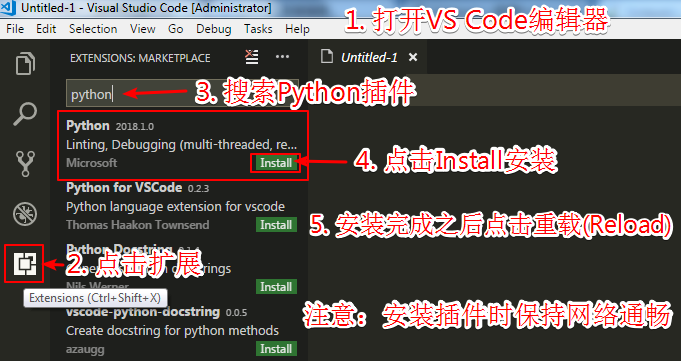 Untitled-1 - Visual Studio Code [Administrator]
File Edit Selection View Go Debug Tasks Help
1. 打开VS Code编辑器
EXTENSIONS: MARKETPLACE
Untitled-1
python
3. 搜索Python插件
Python 2018.1.0
Linting, Debugging (multi-threaded, re...
Microsoft Install
4. 点击Install安装
Python for VSCode 0.2.3
Python language extension for vscode
Thomas Haakon Townsend Install
5. 安装完成之后点击重载(Reload)
Python Docstring
2. 点击扩展
strings
Nik Werner Install
Extensions (Ctrl+Shift+X)
vscode-python-docstring 0.0.5
Create docstring for python methods
azaugg Install
注意：安装插件时保持网络通畅